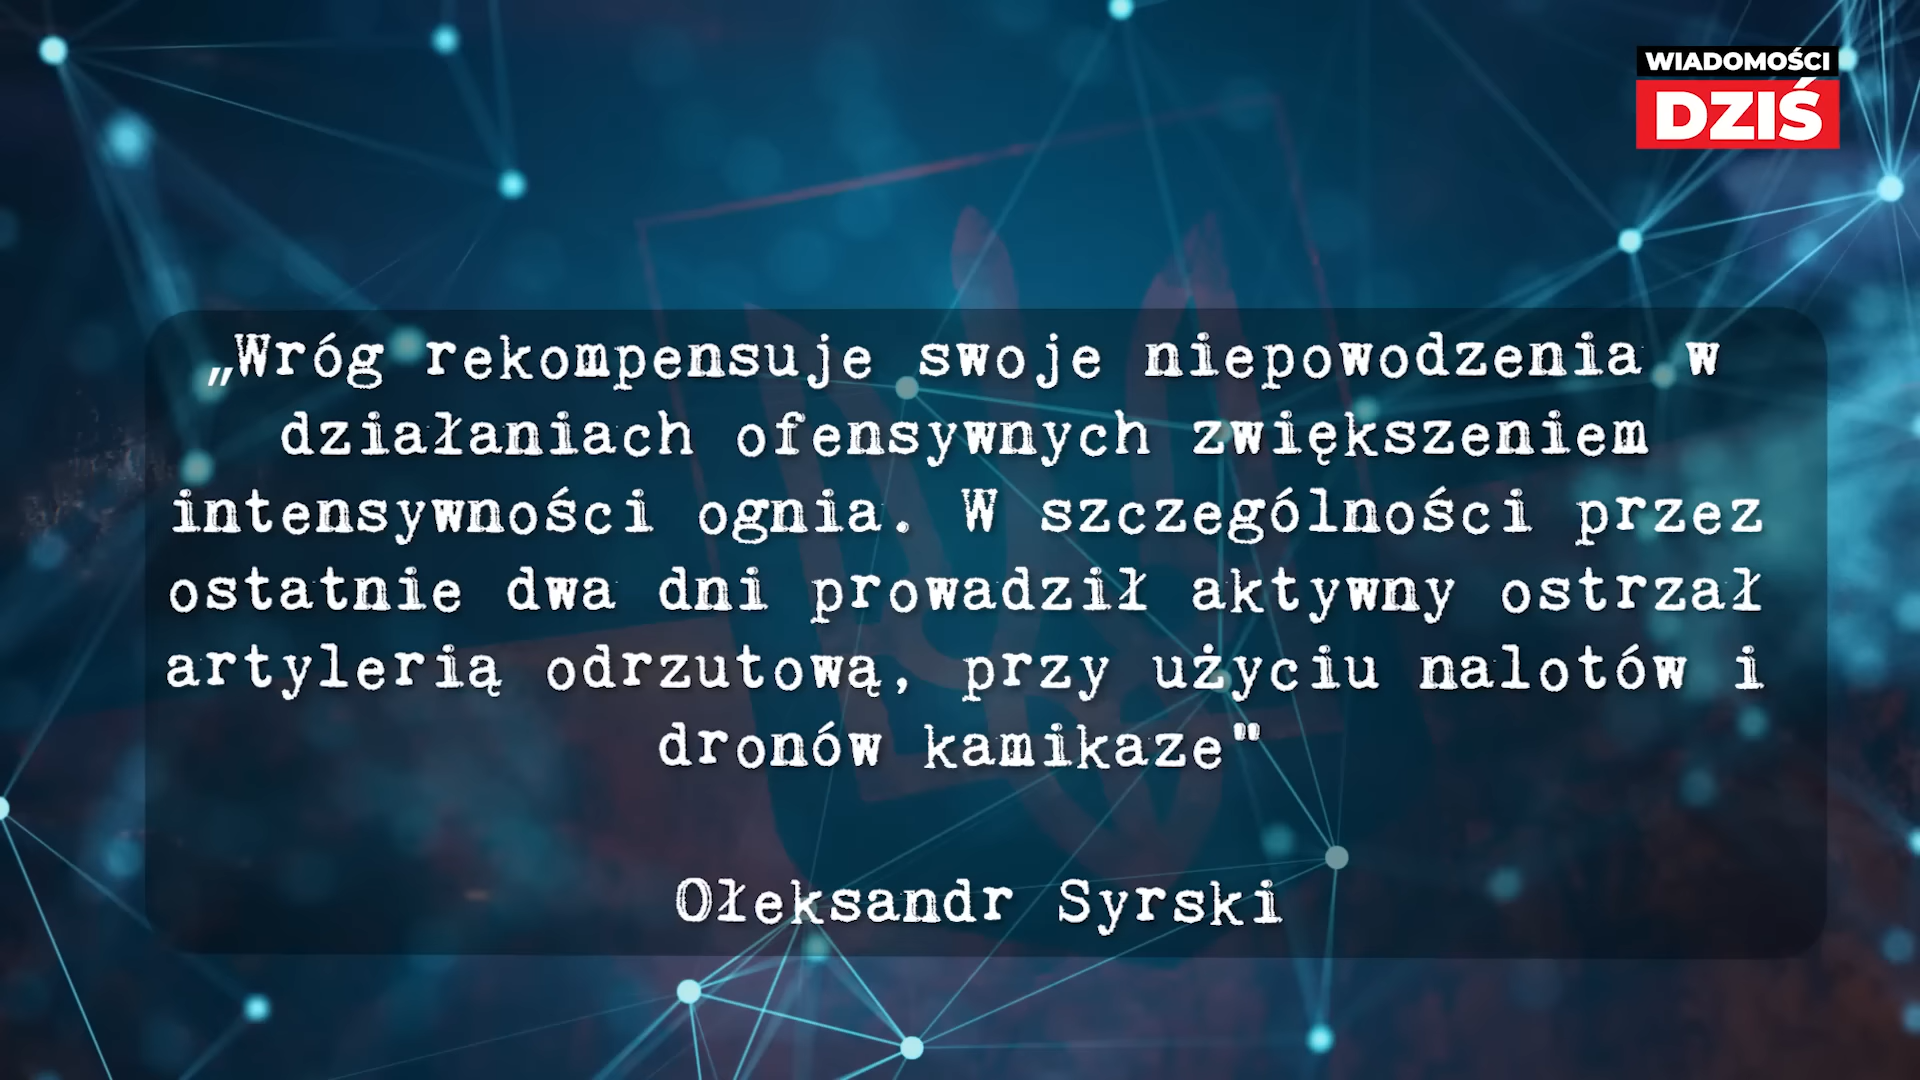 WIADOMOŚCI
DZIŚ
„Wróg rekompensuje swoje niepowodzenia w
działaniach ofensywnych zwiększeniem
intensywności ognia. W szczególności przez
ostatnie dwa dni prowadził aktywny ostrzał
artylerią odrzutową, przy użyciu nalotów i
dronów kamikaze"
Ołeksandr Syrski